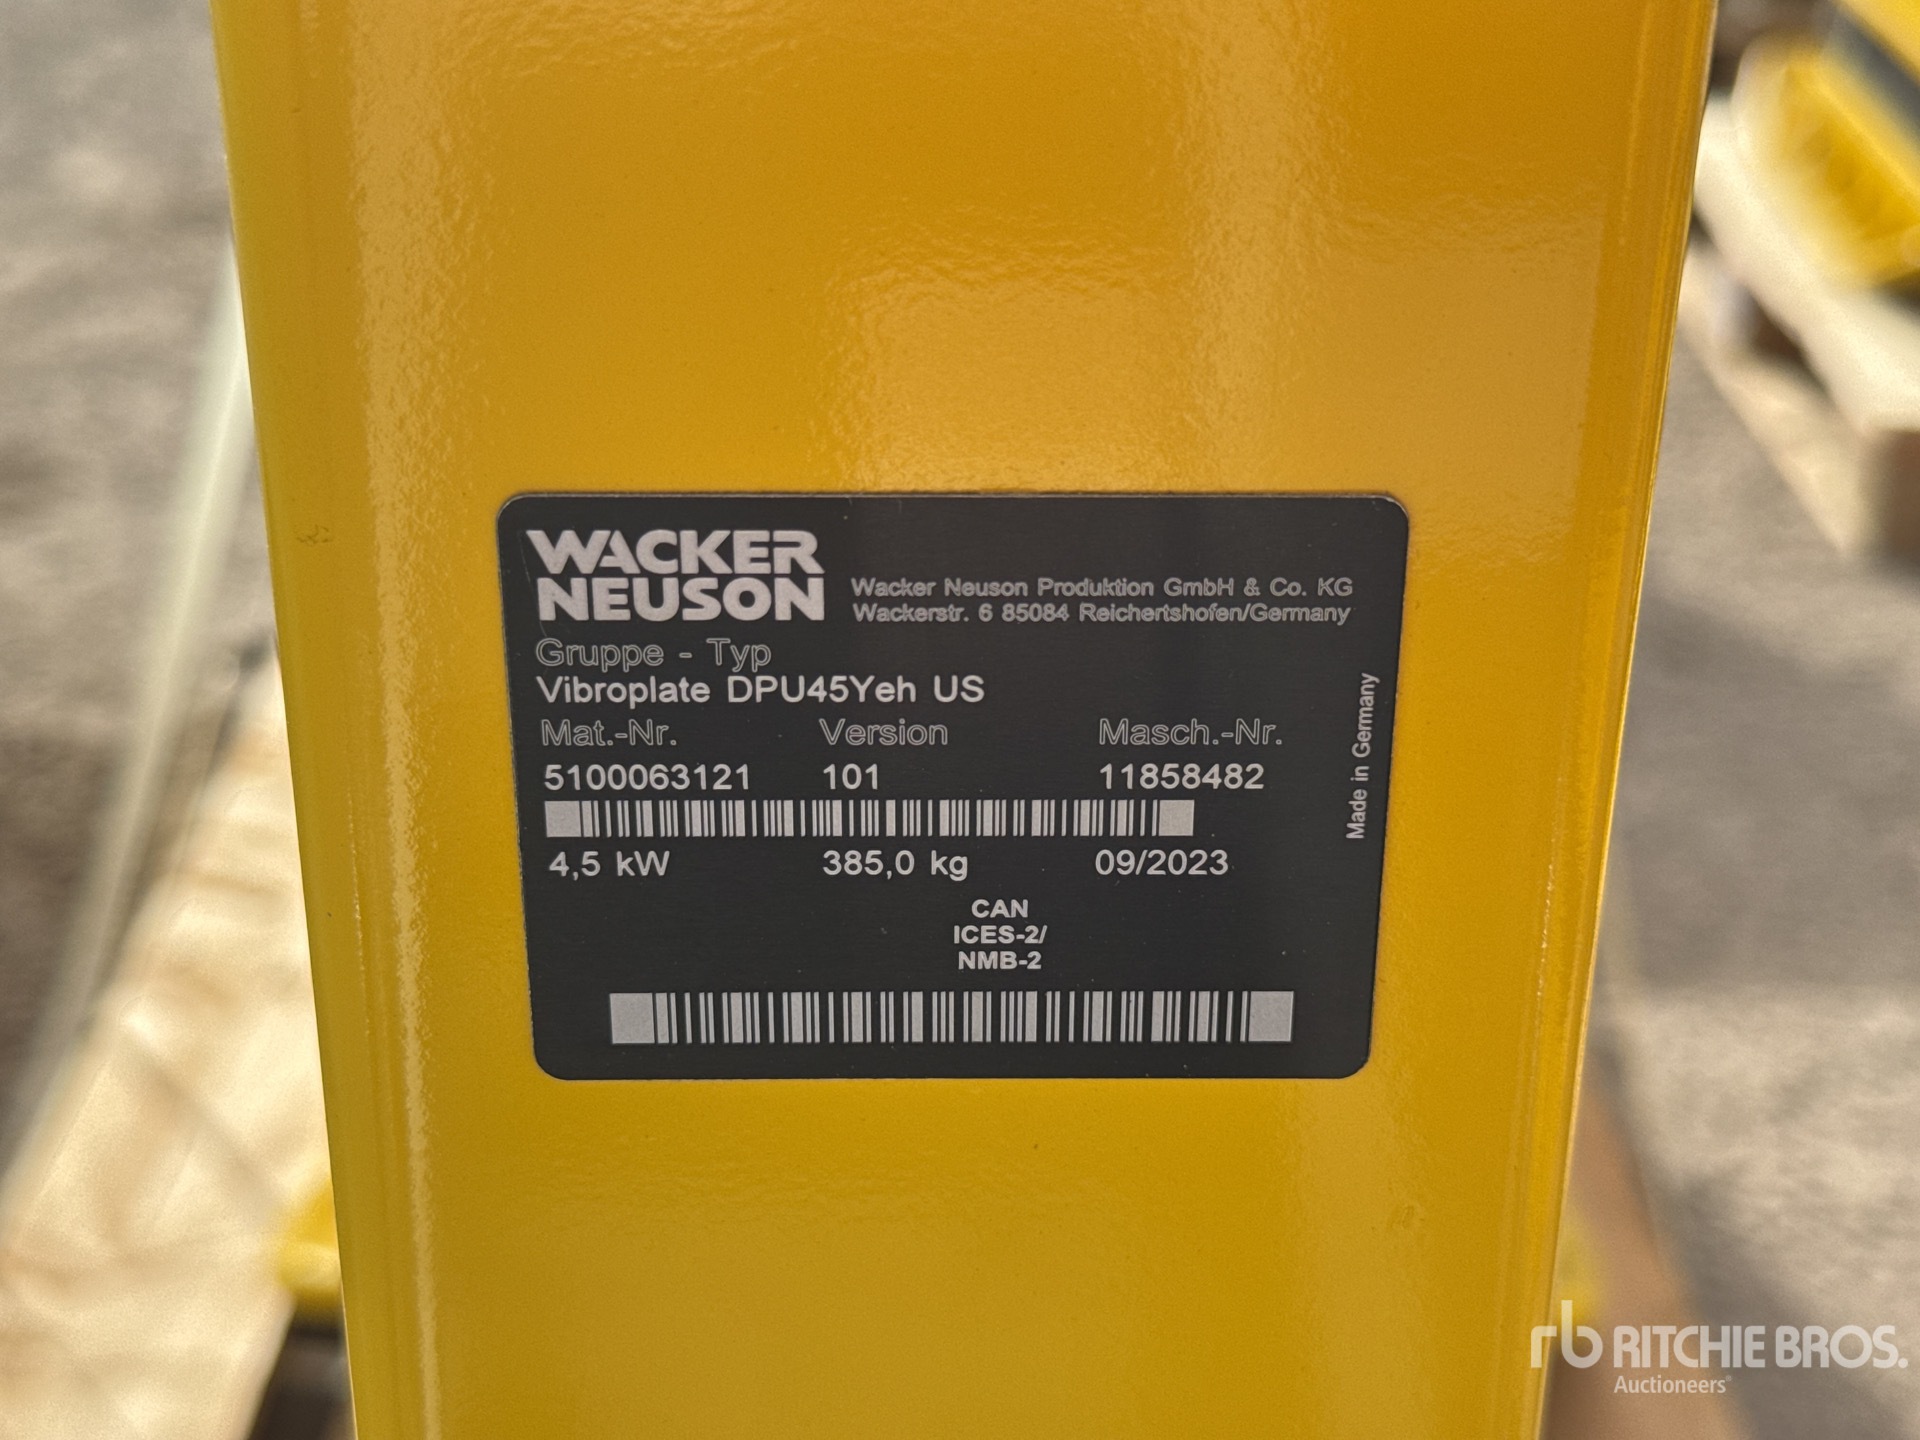 WACKER
NEUSON
Wacker Neuson Produktion GmbH & Co. KG
Wackerstr. 6 85084 Reichertshofen/Germany
Gruppe - Typ
Vibroplate DPU45Yeh US
Mat.-Nr. Version Masch.-Nr.
5100063121 101 11858482
4,5 kW 385,0 kg 09/2023
Made in Germany
CAN
ICES-2/
NMB-2
rb RITCHIE BROS.
Auctioneers